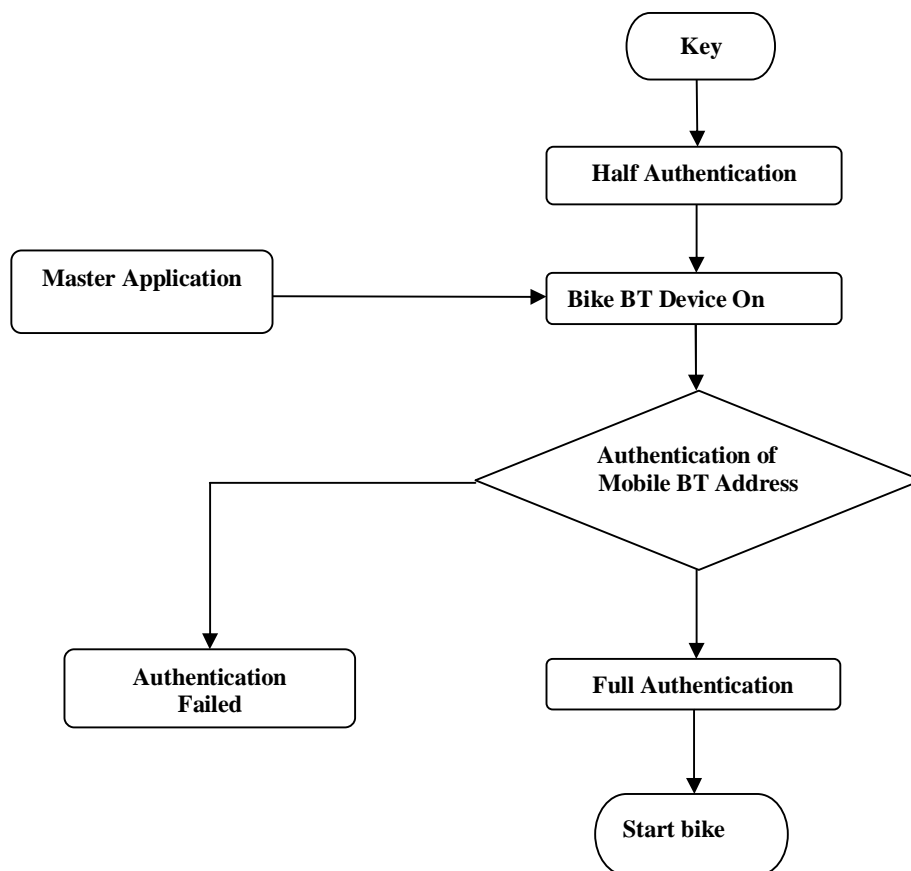 Key
Half Authentication
Master Application
Bike BT Device On
Authentication of
Mobile BT Address
Authentication
Failed
Full Authentication
Start bike